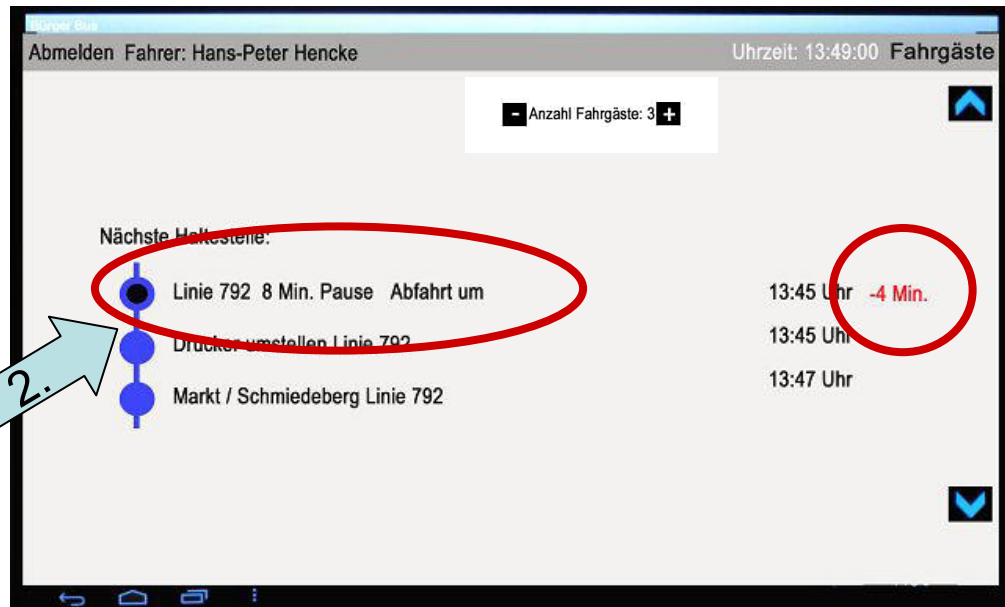 Bürger Bus
Abmelden Fahrer: Hans-Peter Hencke Uhrzeit: 13:49:00 Fahrgäste
- Anzahl Fahrgäste: 3 +
Nächste Haltestelle:
Linie 792 8 Min. Pause Abfahrt um 13:45 Uhr -4 Min.
Drucker umstellen Linie 792 13:45 Uhr
Markt / Schmiedeberg Linie 792 13:47 Uhr
2.